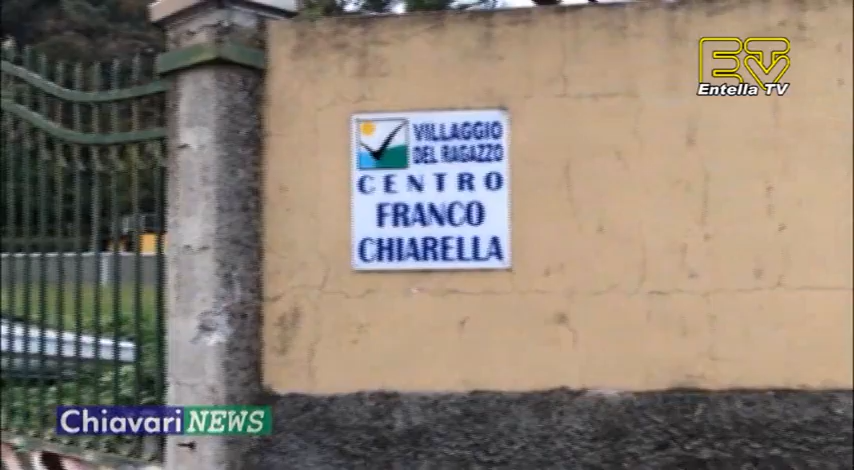 ETV
Entella TV
VILLAGGIO
DEL RAGAZZO
CENTRO
FRANCO
CHIARELLA
Chiavari NEWS